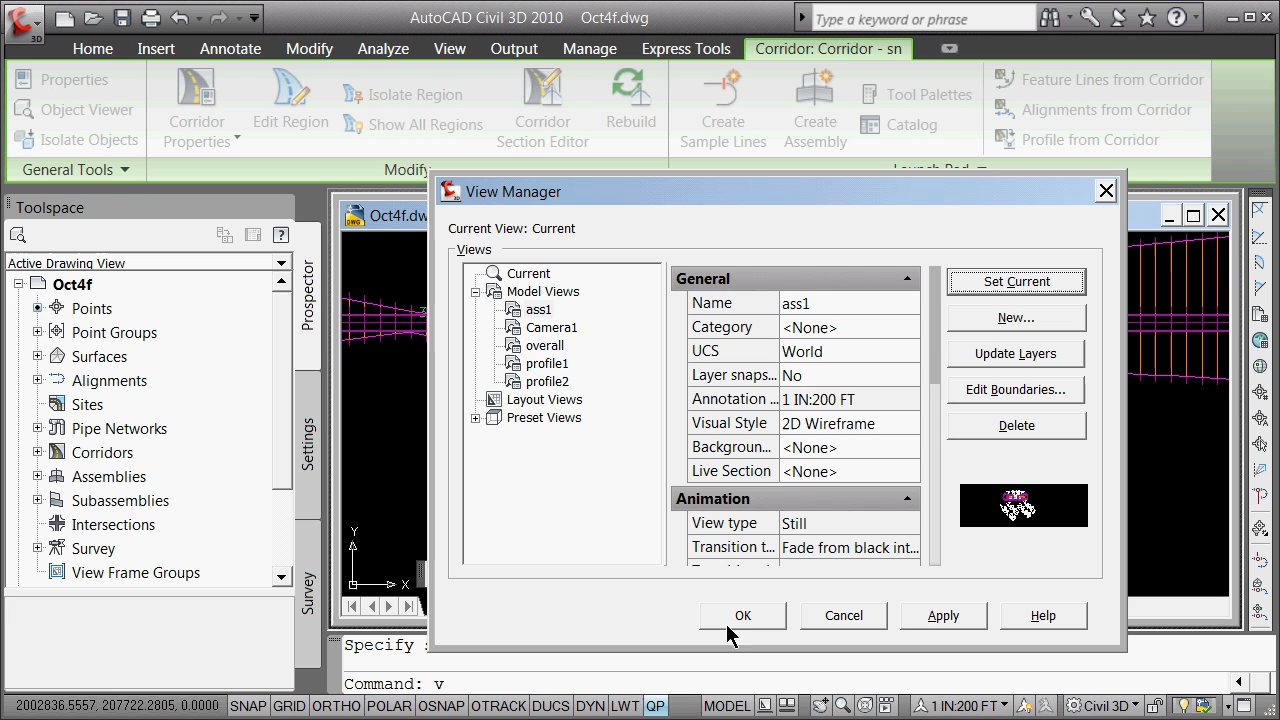 AutoCAD Civil 3D 2010 Oct4f.dwg
Type a keyword or phrase
3D
Home Insert Annotate Modify Analyze View Output Manage Express Tools Corridor: Corridor - sn
Properties
Object Viewer
Isolate Objects
Corridor
Properties
Edit Region
Isolate Region
Show All Regions
Corridor
Section Editor
Rebuild
Create
Sample Lines
Create
Assembly
Tool Palettes
Catalog
Feature Lines from Corridor
Alignments from Corridor
Profile from Corridor
General Tools
Modify
Toolspace
Active Drawing View
Oct4f
Points
Point Groups
Surfaces
Alignments
Sites
Pipe Networks
Corridors
Assemblies
Subassemblies
Intersections
Survey
View Frame Groups
Prospector
Settings
Survey
Oct4f.dw
Y
X
View Manager
Current View: Current
Views
Current
Model Views
ass1
Camera1
overall
profile1
profile2
Layout Views
Preset Views
General
Name ass1
Category <None>
UCS World
Layer snaps... No
Annotation ... 1 IN:200 FT
Visual Style 2D Wireframe
Backgroun... <None>
Live Section <None>
Animation
View type Still
Transition t... Fade from black int...
Set Current
New...
Update Layers
Edit Boundaries...
Delete
OK
Cancel
Apply
Help
Specify
Command: v
2002836.5557, 207722.2805, 0.0000 SNAP GRID ORTHO POLAR OSNAP OTRACK DUCS DYN LWT QP MODEL 1 IN:200 FT Civil 3D